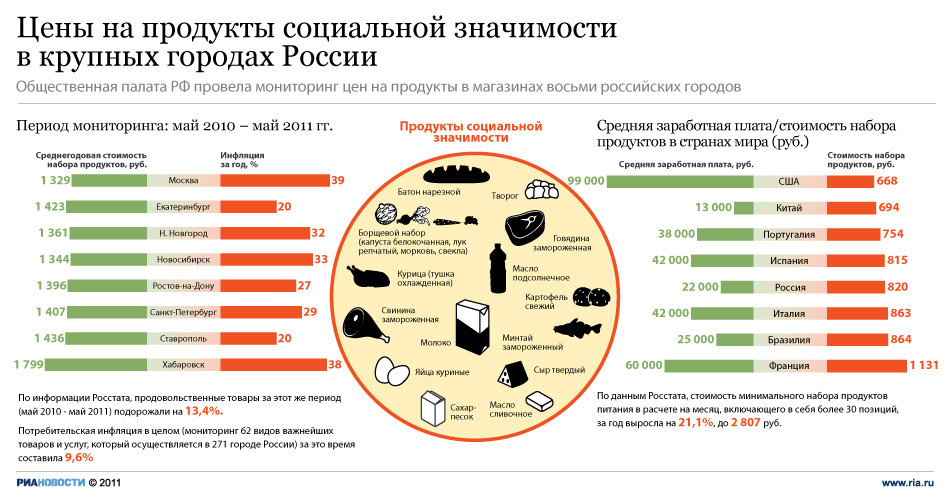 Цены на продукты социальной значимости
в крупных городах России
Общественная палата РФ провела мониторинг цен на продукты в магазинах восьми российских городов
Период мониторинга: май 2010 – май 2011 гг.
Среднегодовая стоимость
набора продуктов, руб.
Инфляция
за год, %
1 329 Москва 39
1 423 Екатеринбург 20
1 361 Н. Новгород 32
1 344 Новосибирск 33
1 396 Ростов-на-Дону 27
1 407 Санкт-Петербург 29
1 436 Ставрополь 20
1 799 Хабаровск 38
По информации Росстата, продовольственные товары за этот же период
(май 2010 - май 2011) подорожали на 13,4%.
Потребительская инфляция в целом (мониторинг 62 видов важнейших
товаров и услуг, который осуществляется в 271 городе России) за это время
составила 9,6%
Продукты социальной
значимости
Батон нарезной
Творог
Борщевой набор
(капуста белокочанная, лук
репчатый, морковь, свекла)
Говядина
замороженная
Курица (тушка
охлажденная)
Масло
подсолнечное
Картофель
свежий
Свинина
замороженная
Молоко
Минтай
замороженный
Яйца куриные
Сыр твердый
Сахар-
песок
Масло
сливочное
Средняя заработная плата/стоимость набора
продуктов в странах мира (руб.)
Средняя заработная плата, руб.
Стоимость набора
продуктов, руб.
99 000 США 668
13 000 Китай 694
38 000 Португалия 754
42 000 Испания 815
22 000 Россия 820
42 000 Италия 863
25 000 Бразилия 864
60 000 Франция 1 131
По данным Росстата, стоимость минимального набора продуктов
питания в расчете на месяц, включающего в себя более 30 позиций,
за год выросла на 21,1%, до 2 807 руб.
РИАНОВОСТИ © 2011
www.ria.ru